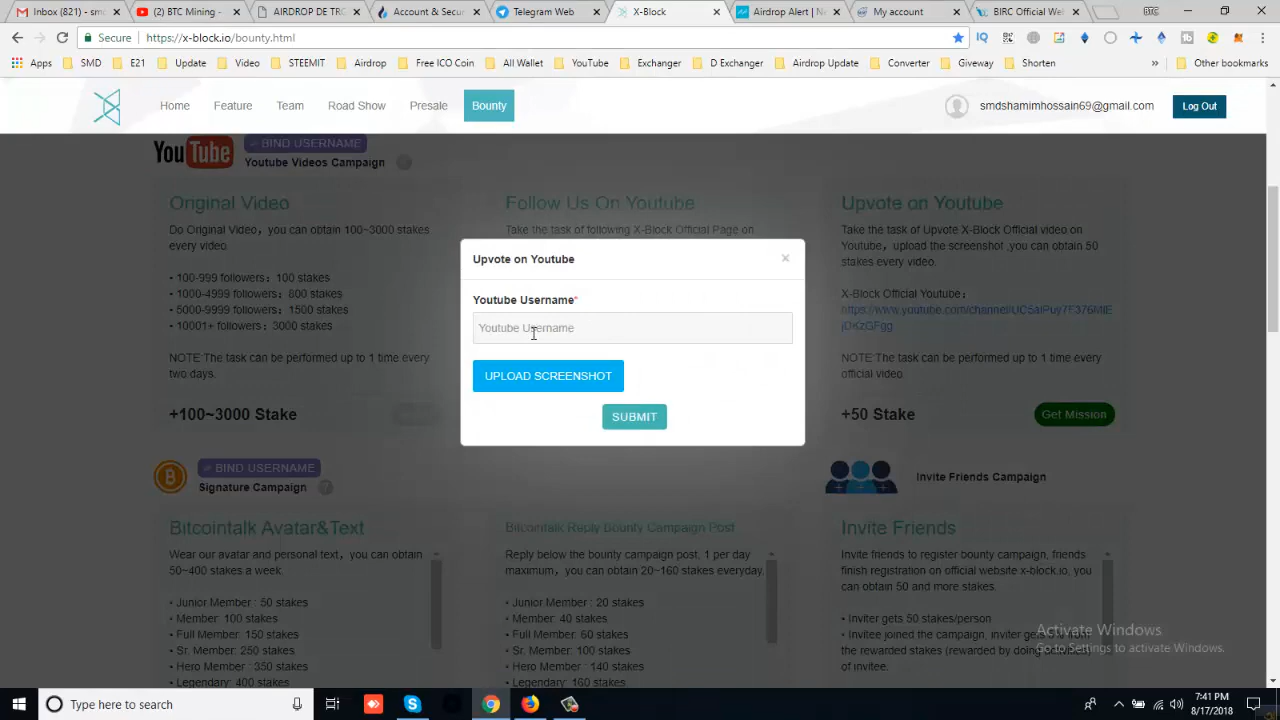 Inbox (821) - smc
(2) BTC Mining -
AIRDROP DE TRC
Account & Secur
Telegram Web
X-Block
Airdrop Alert | Ne
My account
BIRC Official Web
Secure
https://x-block.io/bounty.html
Apps
SMD
E21
Update
Video
STEEMIT
Airdrop
Free ICO Coin
All Wallet
YouTube
Exchanger
D Exchanger
Airdrop Update
Converter
Giveway
Shorten
»
Other bookmarks
Home
Feature
Team
Road Show
Presale
Bounty
smdshamimhossain69@gmail.com
Log Out
YouTube
BIND USERNAME
Youtube Videos Campaign
Original Video
Do Original Video, you can obtain 100~3000 stakes
every video.
• 100-999 followers: 100 stakes
• 1000-4999 followers: 800 stakes
• 5000-9999 followers: 1500 stakes
• 10001+ followers: 3000 stakes
NOTE:The task can be performed up to 1 time every
two days.
+100~3000 Stake
Follow Us On Youtube
Take the task of following X-Block Official Page on
Upvote on Youtube
Take the task of Upvote X-Block Official video on
Youtube, upload the screenshot ,you can obtain 50
stakes every video.
X-Block Official Youtube:
NOTE:The task can be performed up to 1 time every
official video.
+50 Stake
Get Mission
Upvote on Youtube
×
Youtube Username*
Youtube Username
UPLOAD SCREENSHOT
SUBMIT
BIND USERNAME
Signature Campaign
?
Invite Friends Campaign
Bitcointalk Avatar&Text
Wear our avatar and personal text, you can obtain
50~400 stakes a week.
• Junior Member : 50 stakes
• Member: 100 stakes
• Full Member: 150 stakes
• Sr. Member: 250 stakes
• Hero Member : 350 stakes
Legendary: 400 stakes
Bitcointalk Reply Bounty Campaign Post
Reply below the bounty campaign post, 1 per day
maximum, you can obtain 20~160 stakes everyday,
• Junior Member : 20 stakes
• Member: 40 stakes
• Full Member: 60 stakes
• Sr. Member: 100 stakes
• Hero Member : 140 stakes
Legendary: 160 stakes
Invite Friends
Invite friends to register bounty campaign, friends
finish registration on official website x-block.io, you
can obtain 50 and more stakes.
• Inviter gets 50 stakes/person
• Invitee joined the campaign, inviter gets
the rewarded stakes (rewarded by doing
of invitee.
Activate Windows
Go to Settings to activate Windows.
Type here to search
7:41 PM
8/17/2018